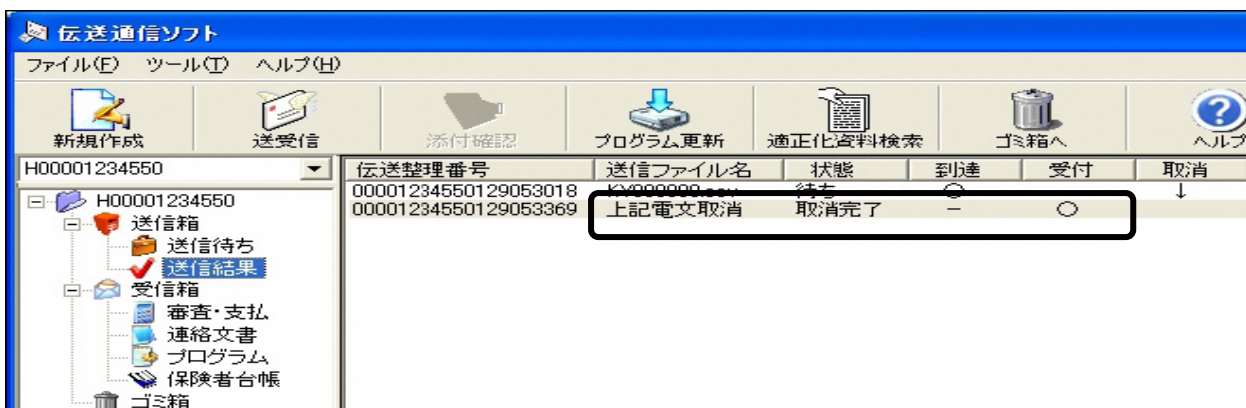 伝送通信ソフト
ファイル(F) ツール(T) ヘルプ(H)
新規作成 送受信 添付確認 プログラム更新 適正化資料検索 ゴミ箱へ ヘルプ
H00001234550
伝送整理番号 送信ファイル名 状態 到達 受付 取消
000012345500129053018 待ち ○ ↓
000012345500129053369 上記電文取消 取消完了 － ○
H00001234550
送信箱
送信待ち
送信結果
受信箱
審査・支払
連絡文書
プログラム
保険者台帳
ゴミ箱